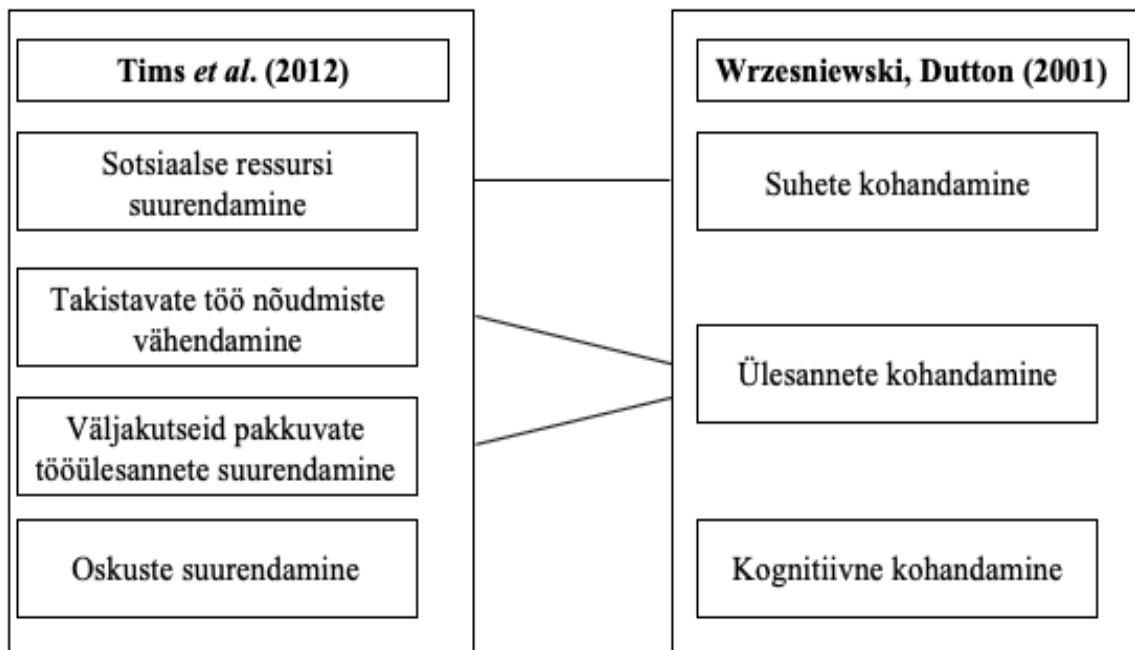 Tims et al. (2012)
Sotsiaalse ressursi
suurendamine
Takistavate töö nõudmiste
vähendamine
Väljakutseid pakkuvate
tööülesannete suurendamine
Oskuste suurendamine
Wrzesniewski, Dutton (2001)
Suhete kohandamine
Ülesannete kohandamine
Kognitiivne kohandamine